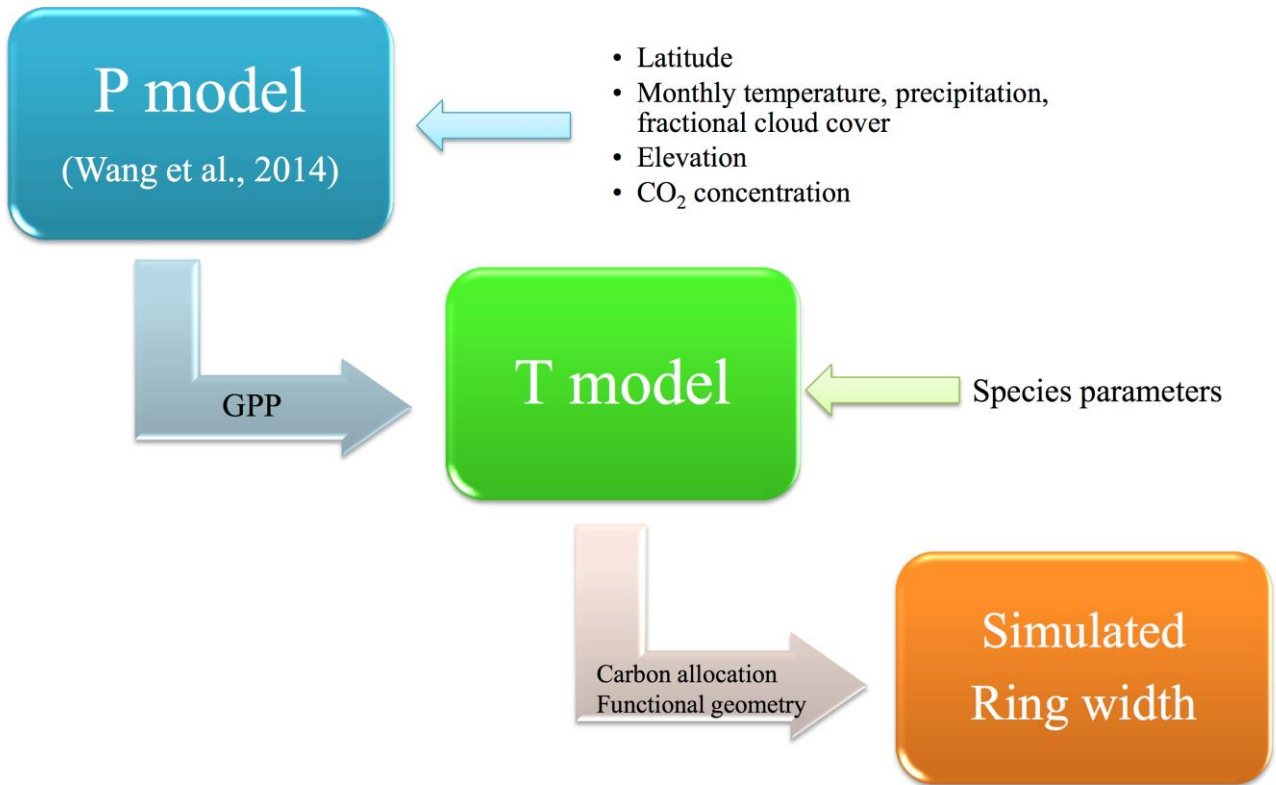 P model
(Wang et al., 2014)
• Latitude
• Monthly temperature, precipitation,
fractional cloud cover
• Elevation
• CO₂ concentration
GPP
T model
Species parameters
Carbon allocation
Functional geometry
Simulated
Ring width